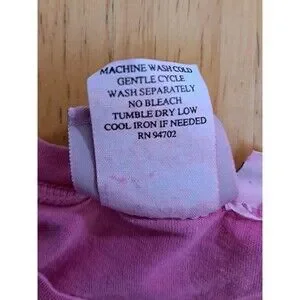 MACHINE WASH COLD
GENTLE CYCLE
WASH SEPARATELY
NO BLEACH
TUMBLE DRY LOW
COOL IRON IF NEEDED
RN 94702